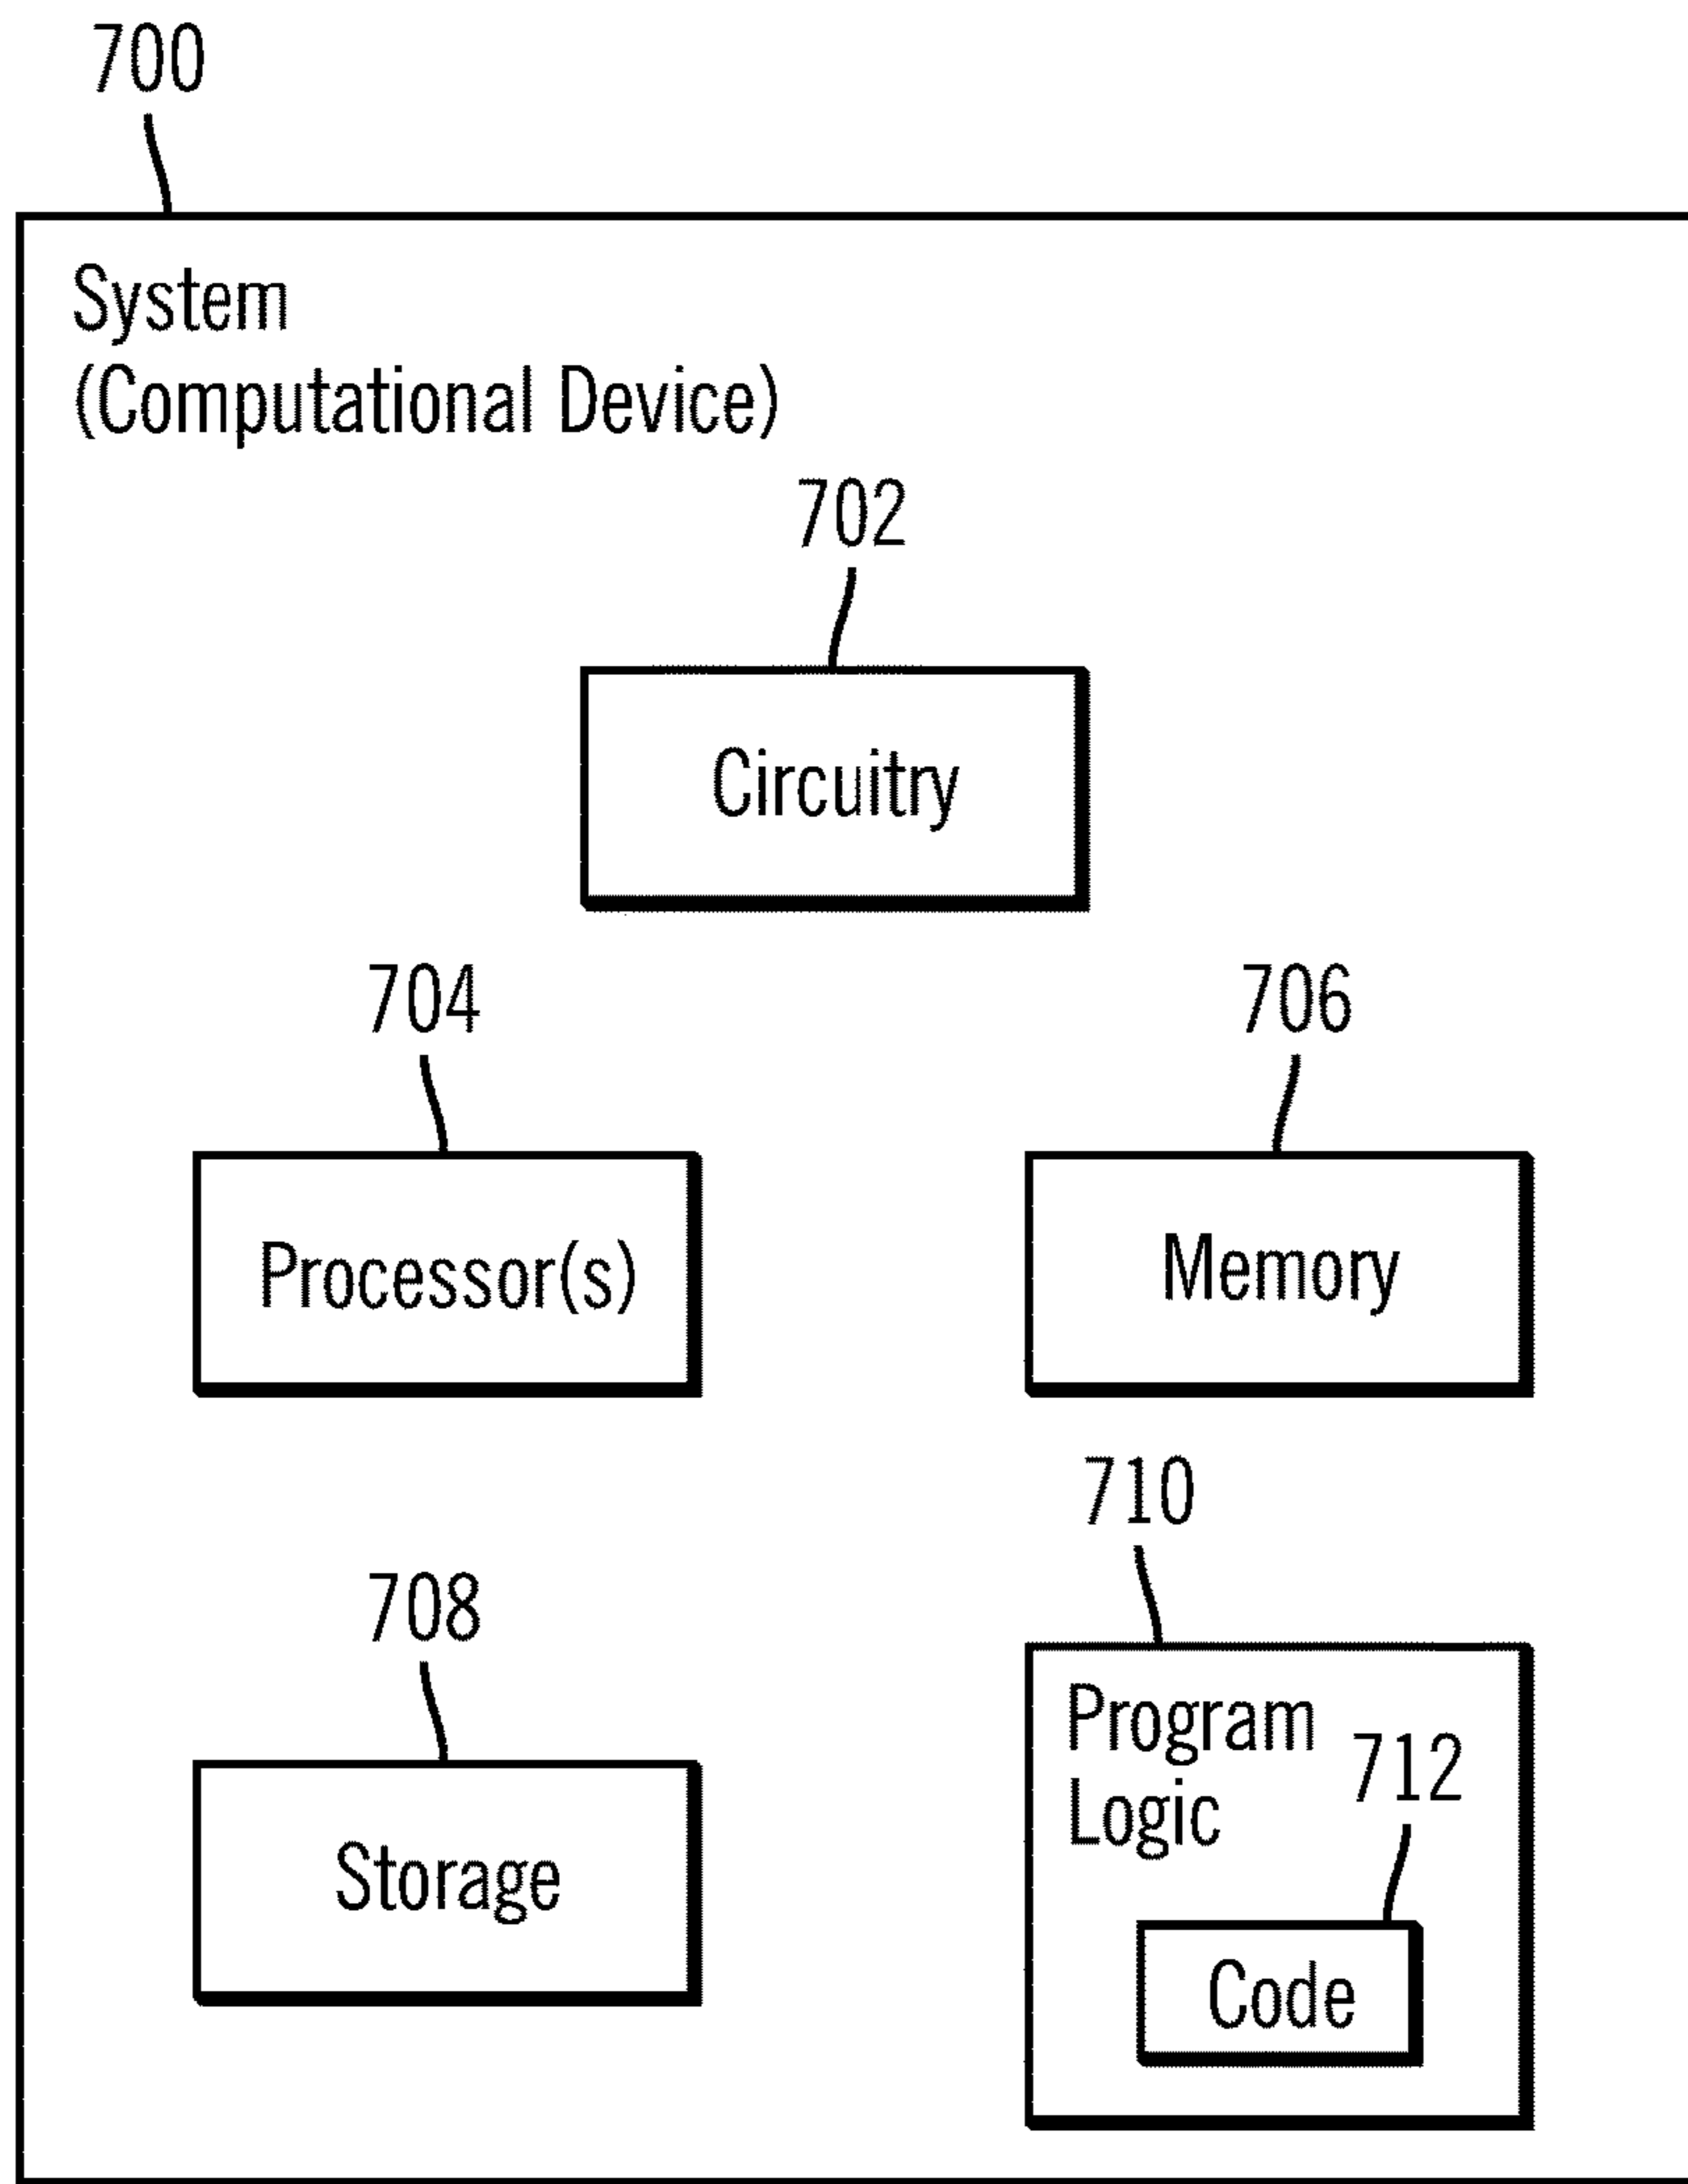 700
System
(Computational Device)
702
Circuitry
704
706
Processor(s)
Memory
710
708
Program
712
Logic
Storage
Code